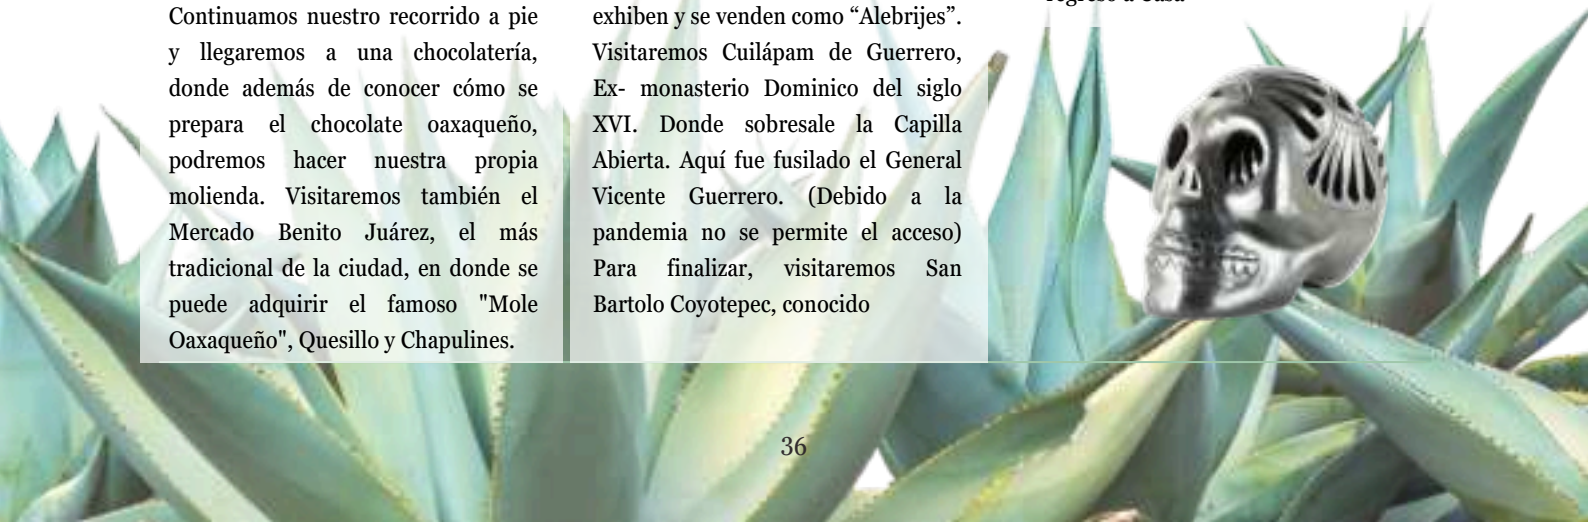 Continuamos nuestro recorrido a pie
y llegaremos a una chocolatería,
donde además de conocer cómo se
prepara el chocolate oaxaqueño,
podremos hacer nuestra propia
molienda. Visitaremos también el
Mercado Benito Juárez, el más
tradicional de la ciudad, en donde se
puede adquirir el famoso "Mole
Oaxaqueño", Quesillo y Chapulines.
exhiben y se venden como “Alebrijes”.
Visitaremos Cuilápam de Guerrero,
Ex- monasterio Dominico del siglo
XVI. Donde sobresale la Capilla
Abierta. Aquí fue fusilado el General
Vicente Guerrero. (Debido a la
pandemia no se permite el acceso)
Para finalizar, visitaremos San
Bartolo Coyotepec, conocido
36